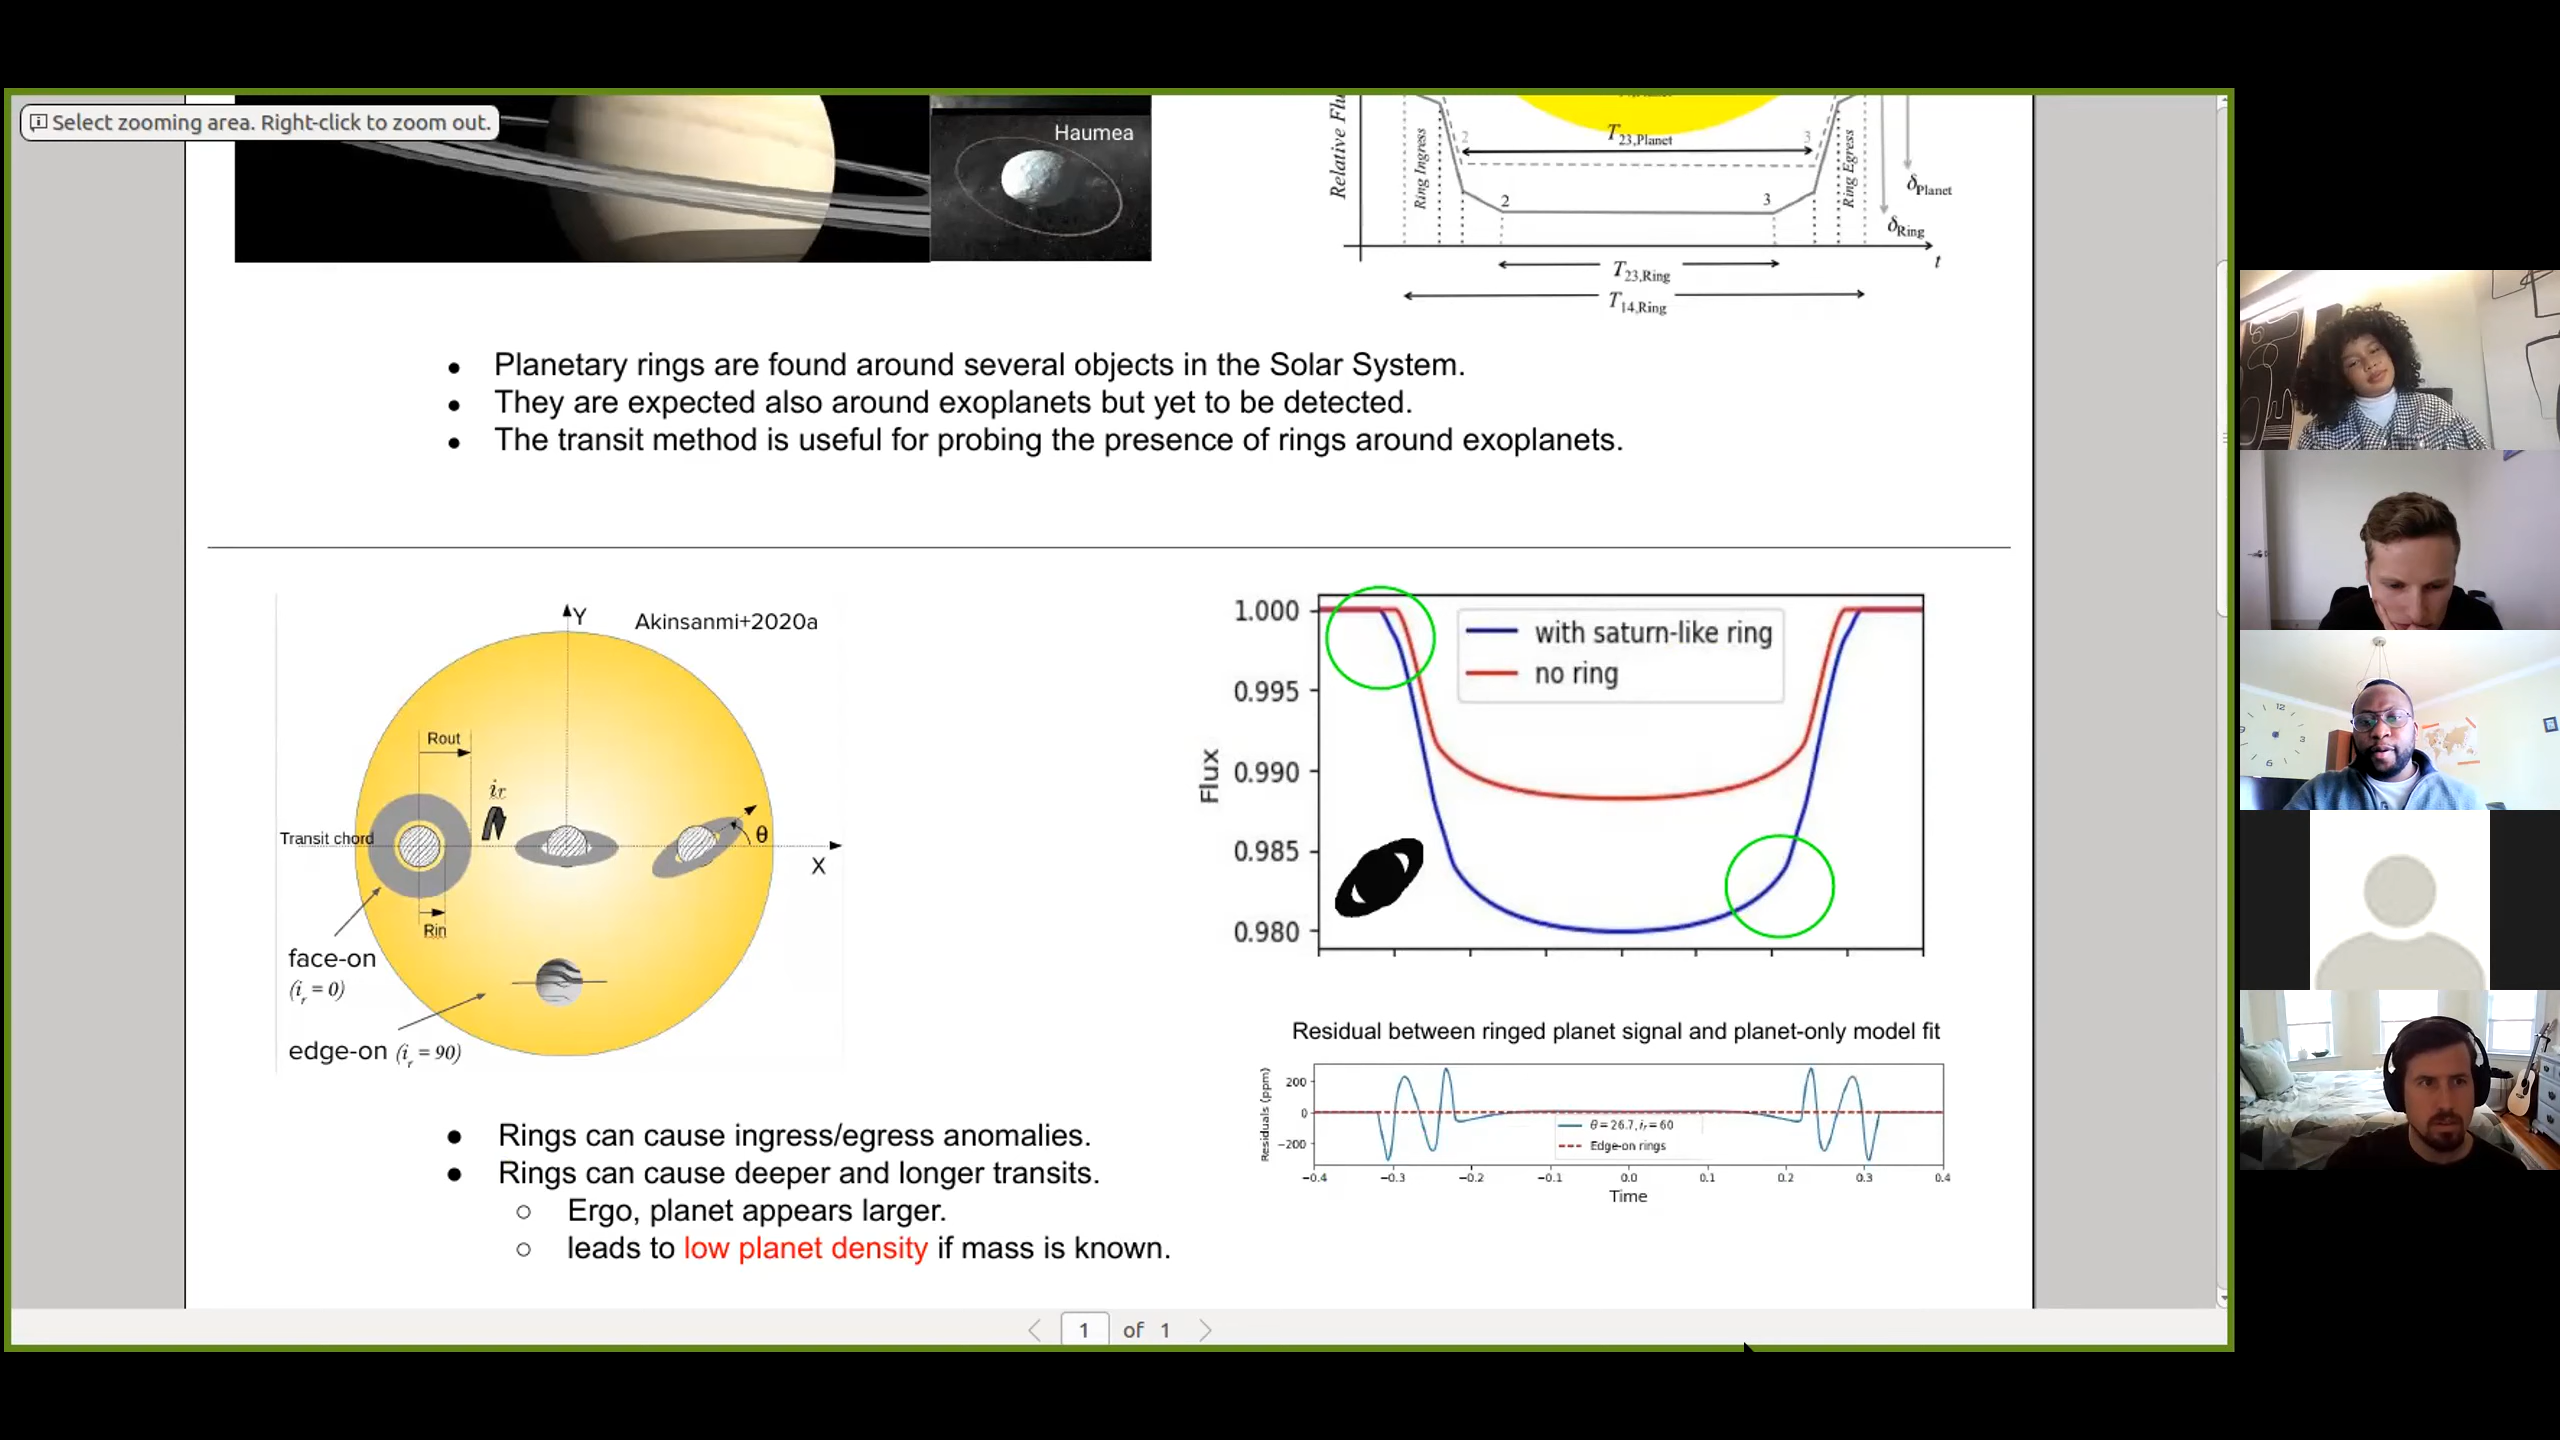 Select zooming area. Right-click to zoom out.
Haumea
Ring Ingress
2
T23,Planet
3
Ring Egress
δPlanet
2
3
δRing
t
T23,Ring
T14,Ring
● Planetary rings are found around several objects in the Solar System.
● They are expected also around exoplanets but yet to be detected.
● The transit method is useful for probing the presence of rings around exoplanets.
Y
Akinsanmi+2020a
Rout
ir
Transit chord
θ
X
Rin
face-on
(ir = 0)
edge-on (ir = 90)
1.000
0.995
0.990
0.985
0.980
Flux
with saturn-like ring
no ring
Residual between ringed planet signal and planet-only model fit
Residuals (ppm)
200
0
−200
θ = 26.7, ir = 60
Edge-on rings
−0.4 −0.3 −0.2 −0.1 0.0 0.1 0.2 0.3 0.4
Time
● Rings can cause ingress/egress anomalies.
● Rings can cause deeper and longer transits.
○ Ergo, planet appears larger.
○ leads to low planet density if mass is known.
1 of 1
12
3
6
9